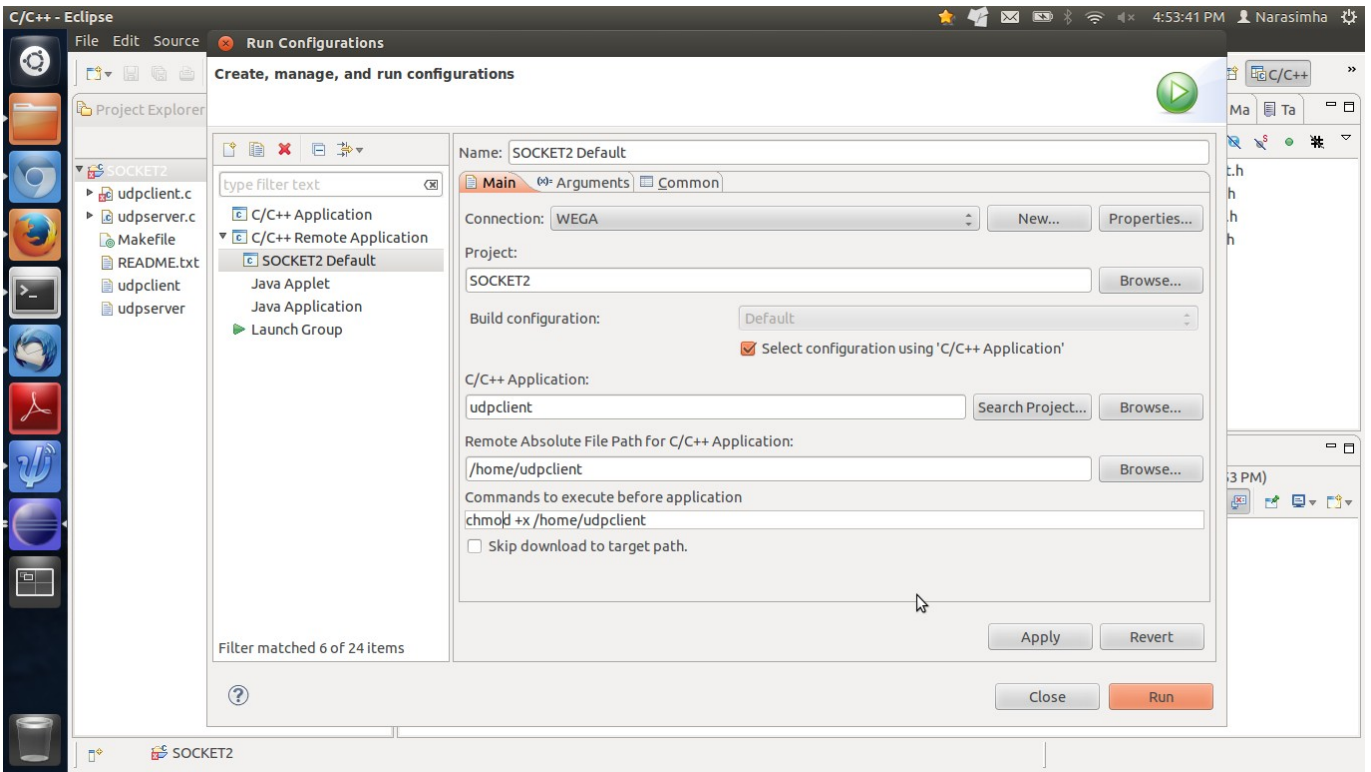 C/C++ - Eclipse
4:53:41 PM Narasimha
File Edit Source
Run Configurations
Create, manage, and run configurations
C/C++
»
Project Explorer
Ma
Ta
SOCKET2
udpclient.c
udpserver.c
Makefile
README.txt
udpclient
udpserver
type filter text
C/C++ Application
C/C++ Remote Application
SOCKET2 Default
Java Applet
Java Application
Launch Group
Filter matched 6 of 24 items
Name: SOCKET2 Default
Main
(x)= Arguments
Common
Connection: WEGA
New...
Properties...
Project:
SOCKET2
Browse...
Build configuration:
Default
Select configuration using 'C/C++ Application'
C/C++ Application:
udpclient
Search Project...
Browse...
Remote Absolute File Path for C/C++ Application:
/home/udpclient
Browse...
Commands to execute before application
chmod +x /home/udpclient
Skip download to target path.
Apply
Revert
Close
Run
t.h
h
.h
h
3 PM)
SOCKET2